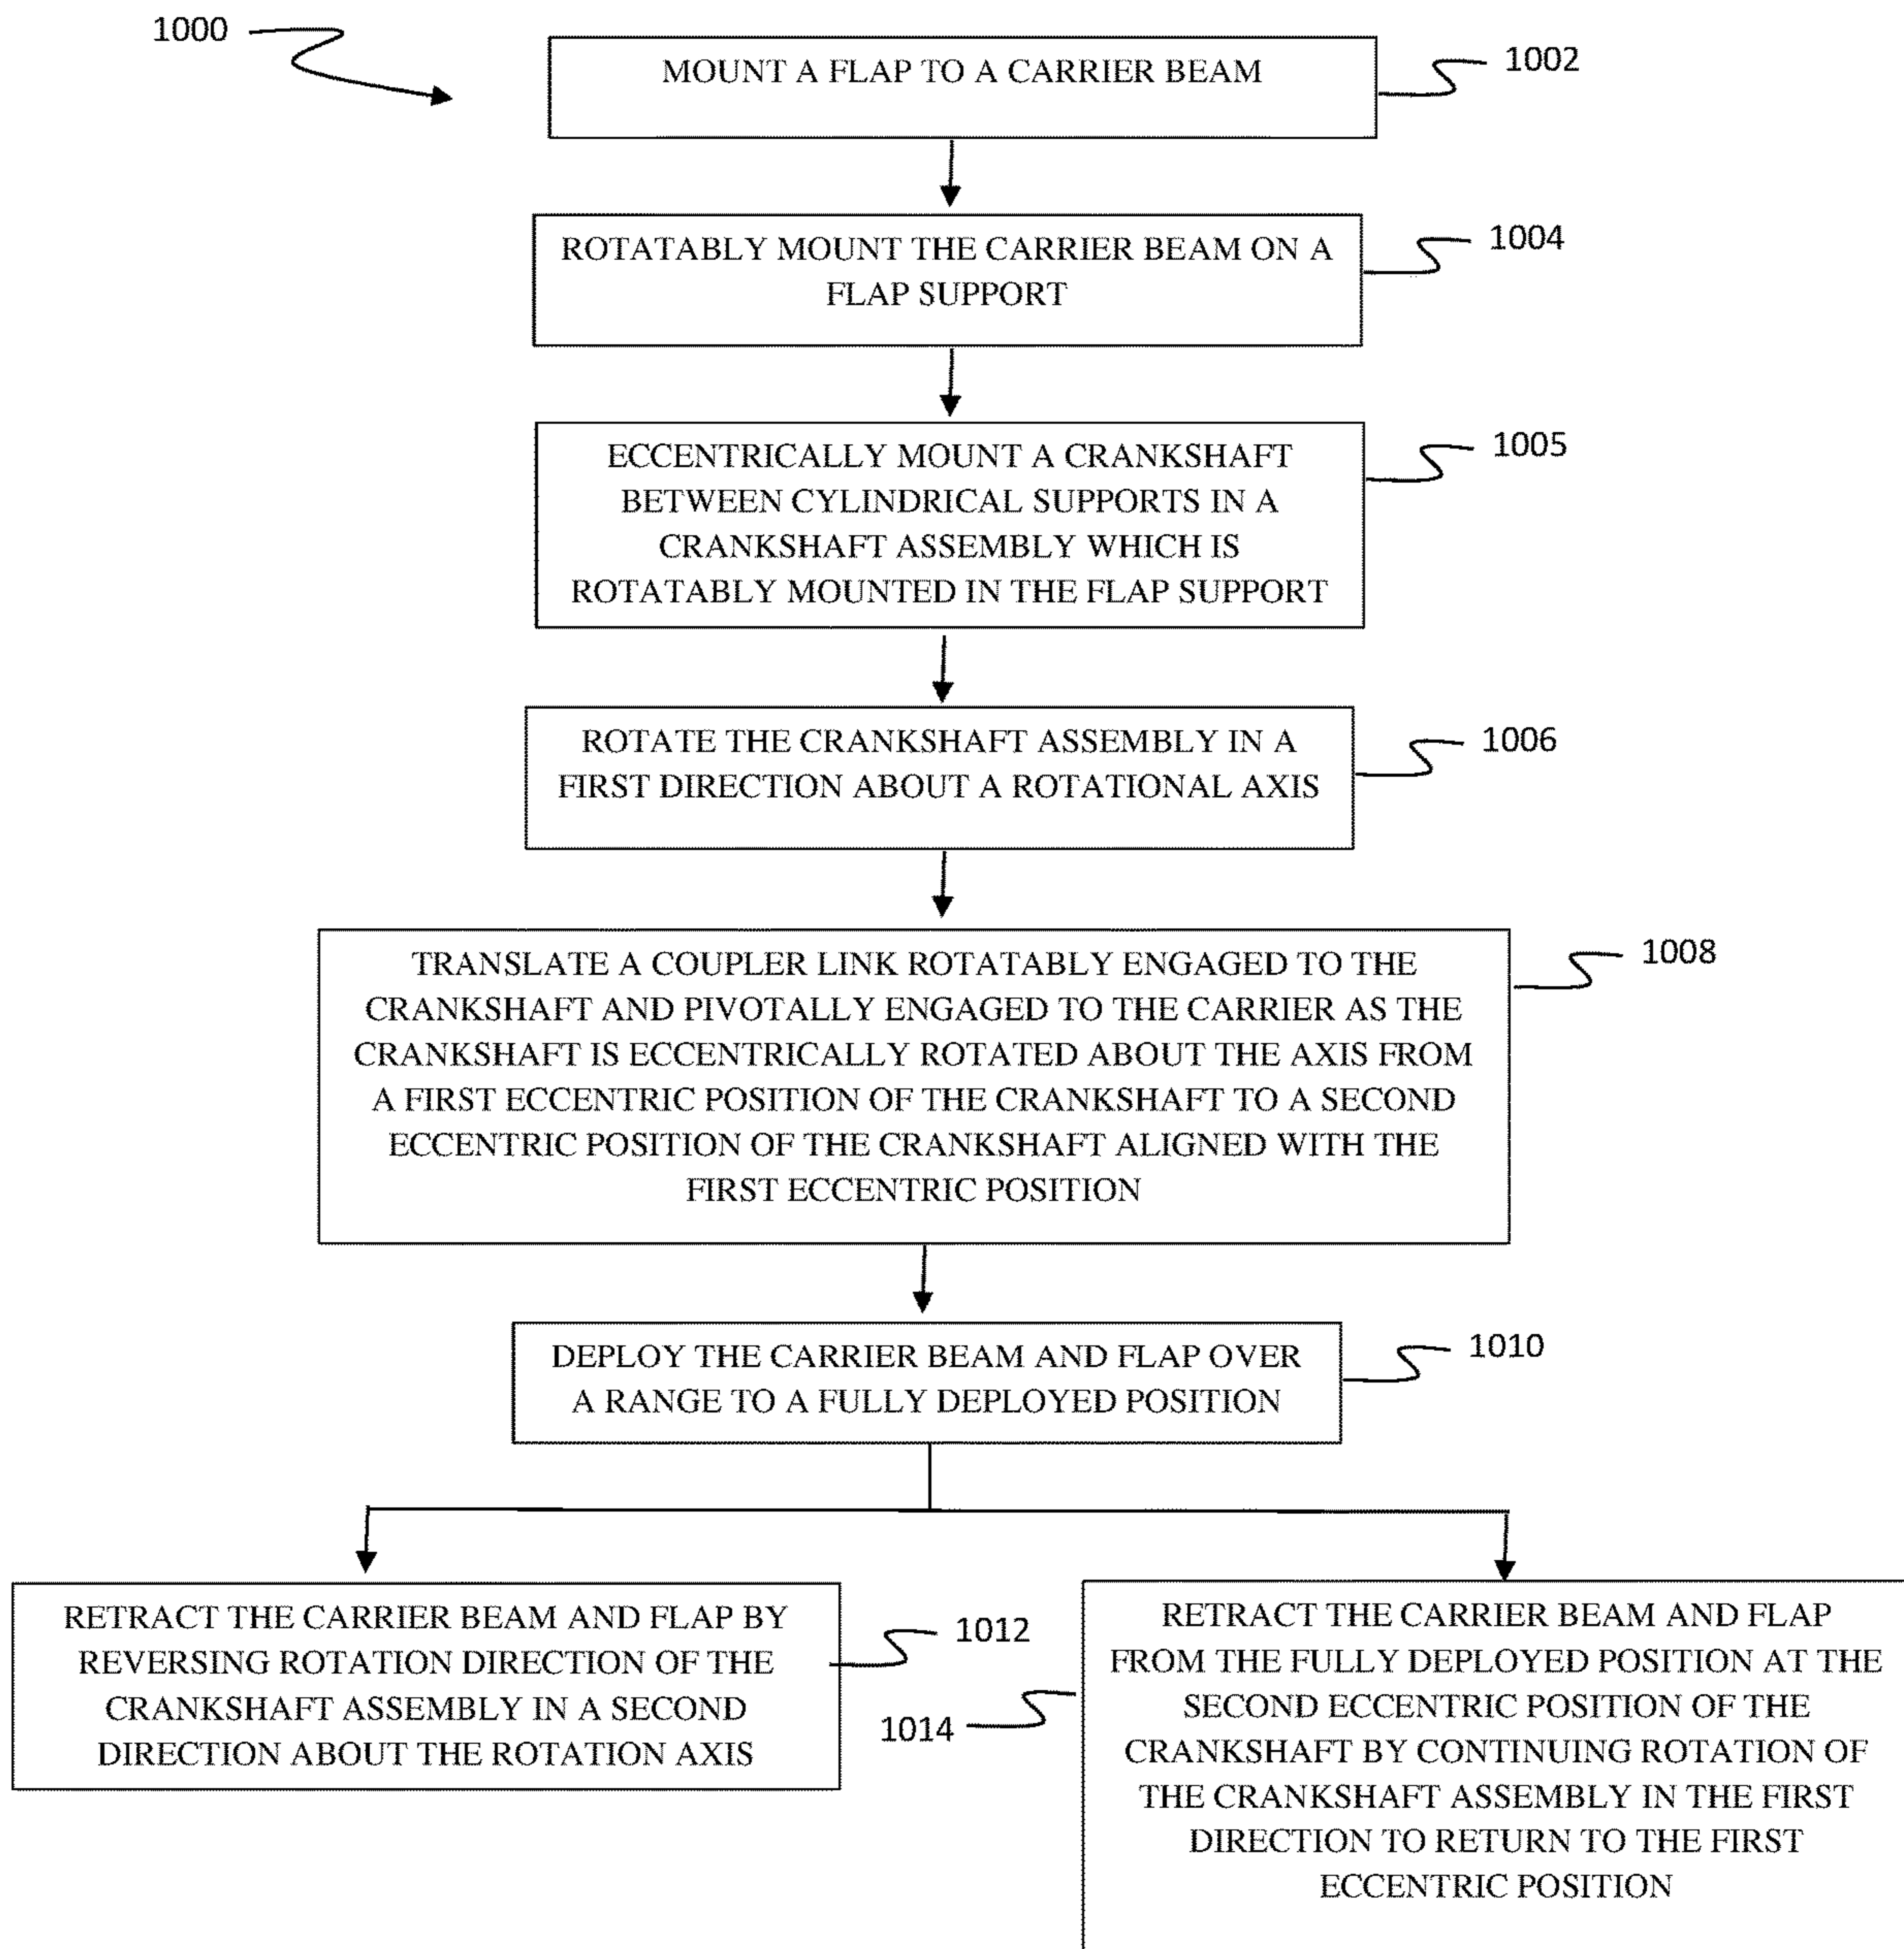 1000
MOUNT A FLAP TO A CARRIER BEAM
1002
ROTATABLY MOUNT THE CARRIER BEAM ON A
FLAP SUPPORT
1004
ECCENTRICALLY MOUNT A CRANKSHAFT
BETWEEN CYLINDRICAL SUPPORTS IN A
CRANKSHAFT ASSEMBLY WHICH IS
ROTATABLY MOUNTED IN THE FLAP SUPPORT
1005
ROTATE THE CRANKSHAFT ASSEMBLY IN A
FIRST DIRECTION ABOUT A ROTATIONAL AXIS
1006
TRANSLATE A COUPLER LINK ROTATABLY ENGAGED TO THE
CRANKSHAFT AND PIVOTALLY ENGAGED TO THE CARRIER AS THE
CRANKSHAFT IS ECCENTRICALLY ROTATED ABOUT THE AXIS FROM
A FIRST ECCENTRIC POSITION OF THE CRANKSHAFT TO A SECOND
ECCENTRIC POSITION OF THE CRANKSHAFT ALIGNED WITH THE
FIRST ECCENTRIC POSITION
1008
DEPLOY THE CARRIER BEAM AND FLAP OVER
A RANGE TO A FULLY DEPLOYED POSITION
1010
RETRACT THE CARRIER BEAM AND FLAP BY
REVERSING ROTATION DIRECTION OF THE
CRANKSHAFT ASSEMBLY IN A SECOND
DIRECTION ABOUT THE ROTATION AXIS
1012
RETRACT THE CARRIER BEAM AND FLAP
FROM THE FULLY DEPLOYED POSITION AT THE
SECOND ECCENTRIC POSITION OF THE
CRANKSHAFT BY CONTINUING ROTATION OF
THE CRANKSHAFT ASSEMBLY IN THE FIRST
DIRECTION TO RETURN TO THE FIRST
ECCENTRIC POSITION
1014